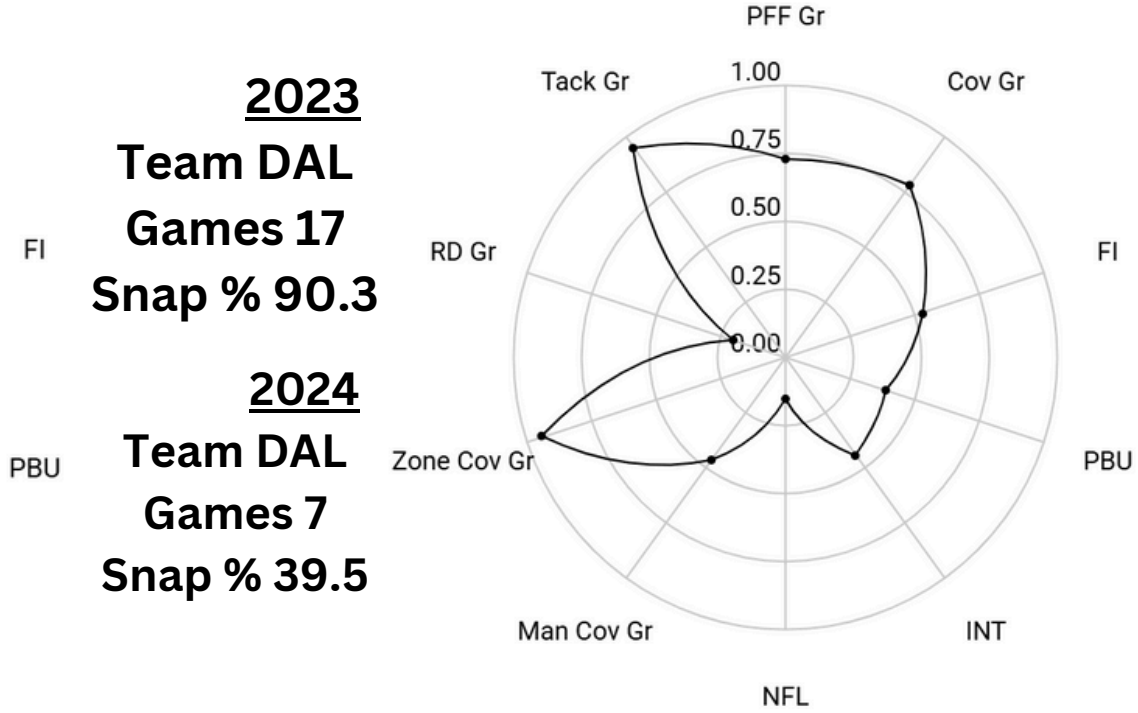 2023
Team DAL
Games 17
Snap % 90.3
2024
Team DAL
Games 7
Snap % 39.5
FI
PBU
PFF Gr
Cov Gr
FI
PBU
INT
NFL
Man Cov Gr
Zone Cov Gr
RD Gr
Tack Gr
1.00
0.75
0.50
0.25
0.00